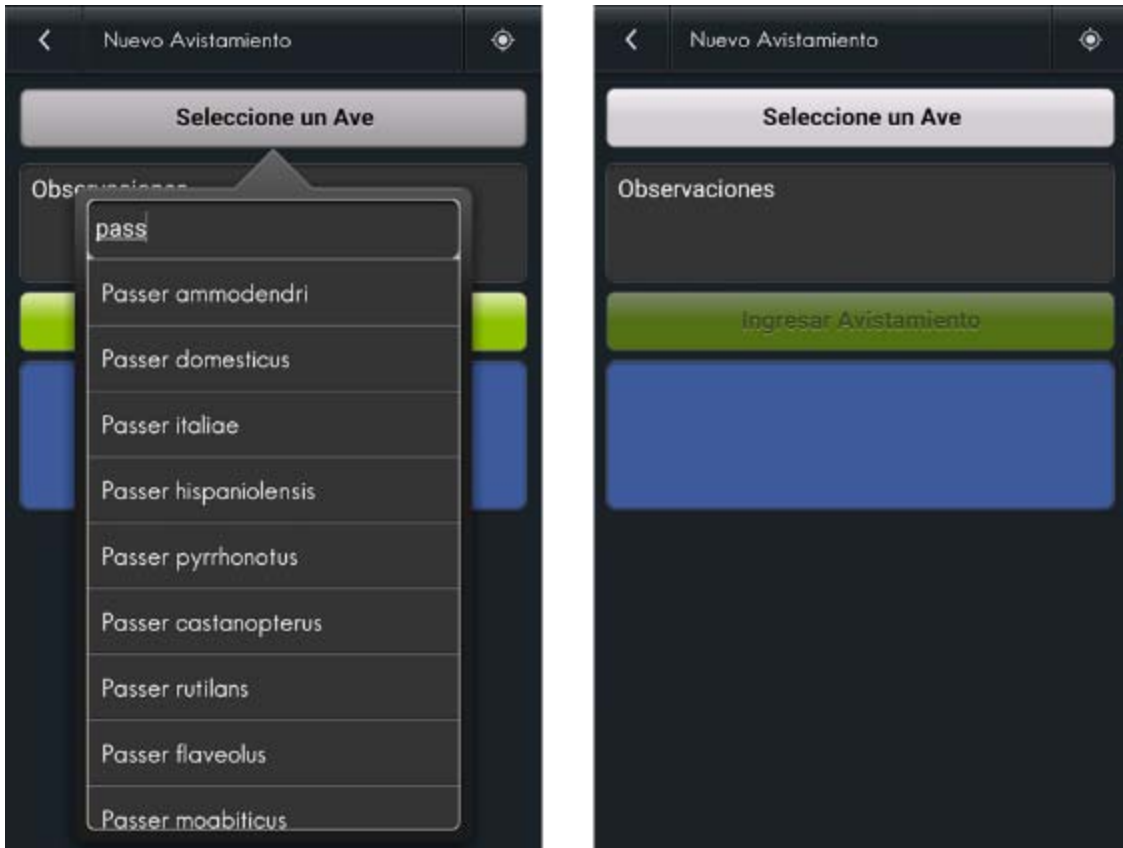 Nuevo Avistamiento
Seleccione un Ave
Observaciones
pass
Passer ammodendri
Passer domesticus
Passer italiae
Passer hispaniolensis
Passer pyrrhonotus
Passer castanopterus
Passer rutilans
Passer flaveolus
Passer moabiticus
Nuevo Avistamiento
Seleccione un Ave
Observaciones
Ingresar Avistamiento